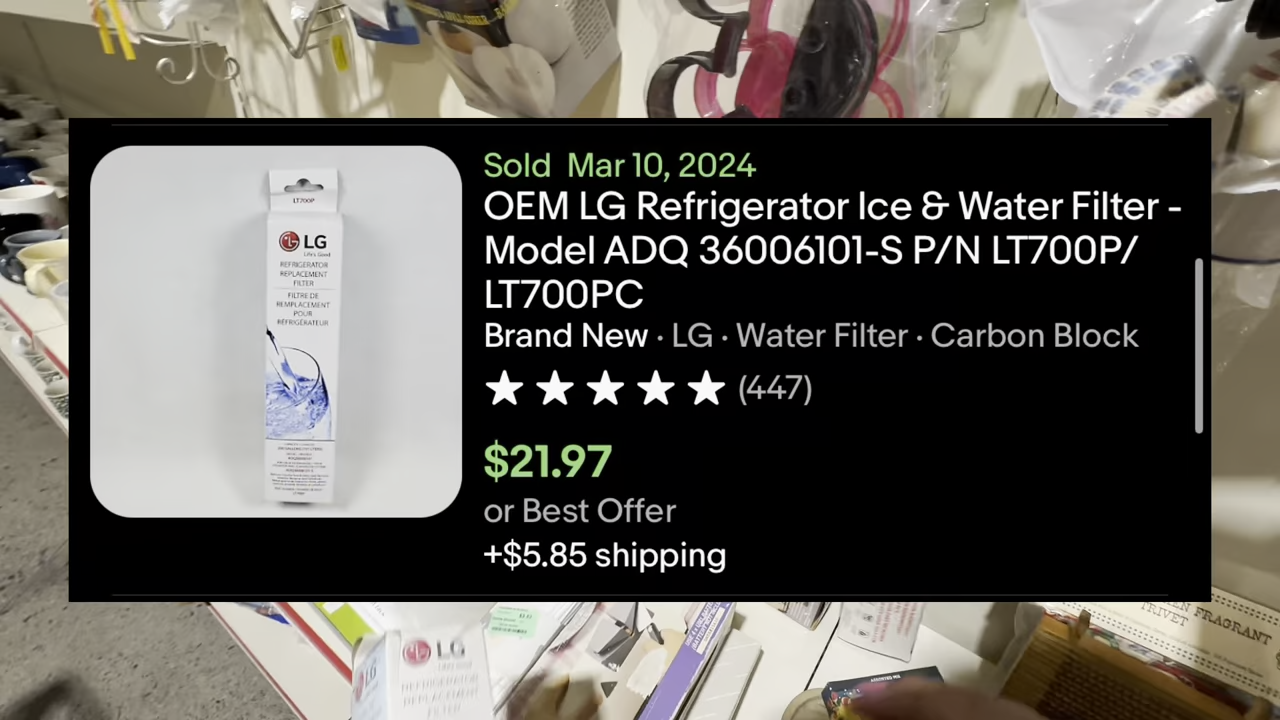 Sold Mar 10, 2024
OEM LG Refrigerator Ice & Water Filter -
Model ADQ 36006101-S P/N LT700P/
LT700PC
Brand New · LG · Water Filter · Carbon Block
(447)
$21.97
or Best Offer
+$5.85 shipping
LT700P
LG
Life's Good
REFRIGERATOR
REPLACEMENT
FILTER
FILTRE DE
REMPLACEMENT
POUR
RÉFRIGÉRATEUR
LG
REFRIGERATOR
REPLACEMENT
FILTER
FRAGRANT
TRIVET